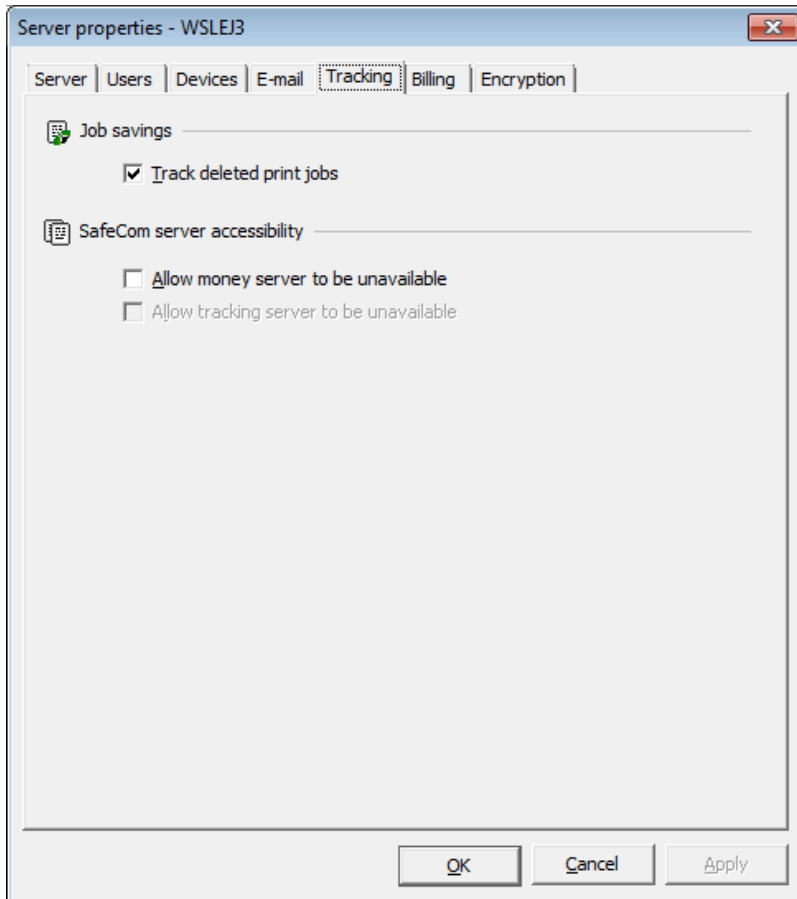 Server properties - WSLEJ3
Server Users Devices E-mail Tracking Billing Encryption
Job savings
Track deleted print jobs
SafeCom server accessibility
Allow money server to be unavailable
Allow tracking server to be unavailable
OK Cancel Apply